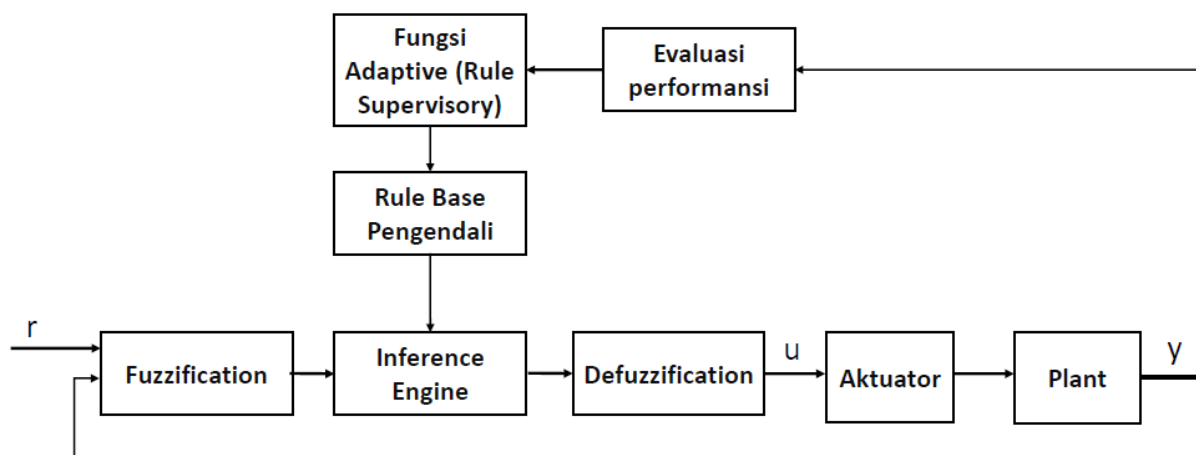 Fungsi
Adaptive (Rule
Supervisory)
Evaluasi
performansi
Rule Base
Pengendali
r
Fuzzification
Inference
Engine
Defuzzification
u
Aktuator
Plant
y